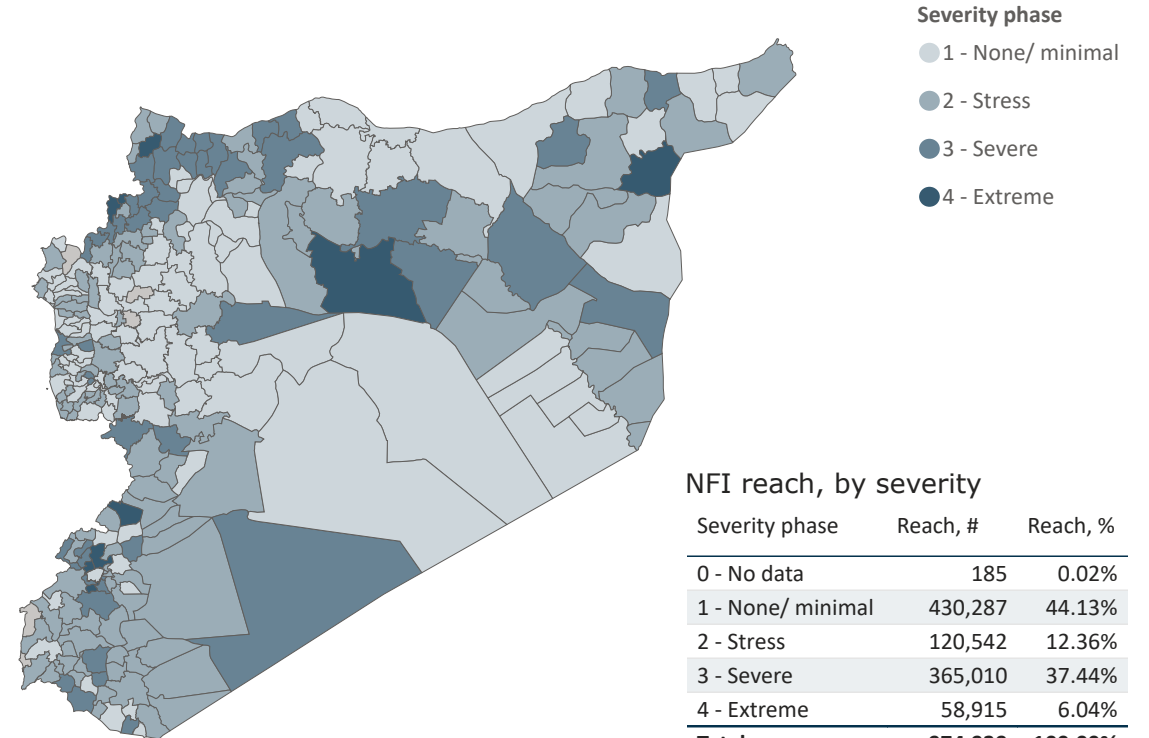 Severity phase
1 - None/ minimal
2 - Stress
3 - Severe
4 - Extreme
NFI reach, by severity
Severity phase Reach, # Reach, %
0 - No data 185 0.02%
1 - None/ minimal 430,287 44.13%
2 - Stress 120,542 12.36%
3 - Severe 365,010 37.44%
4 - Extreme 58,915 6.04%